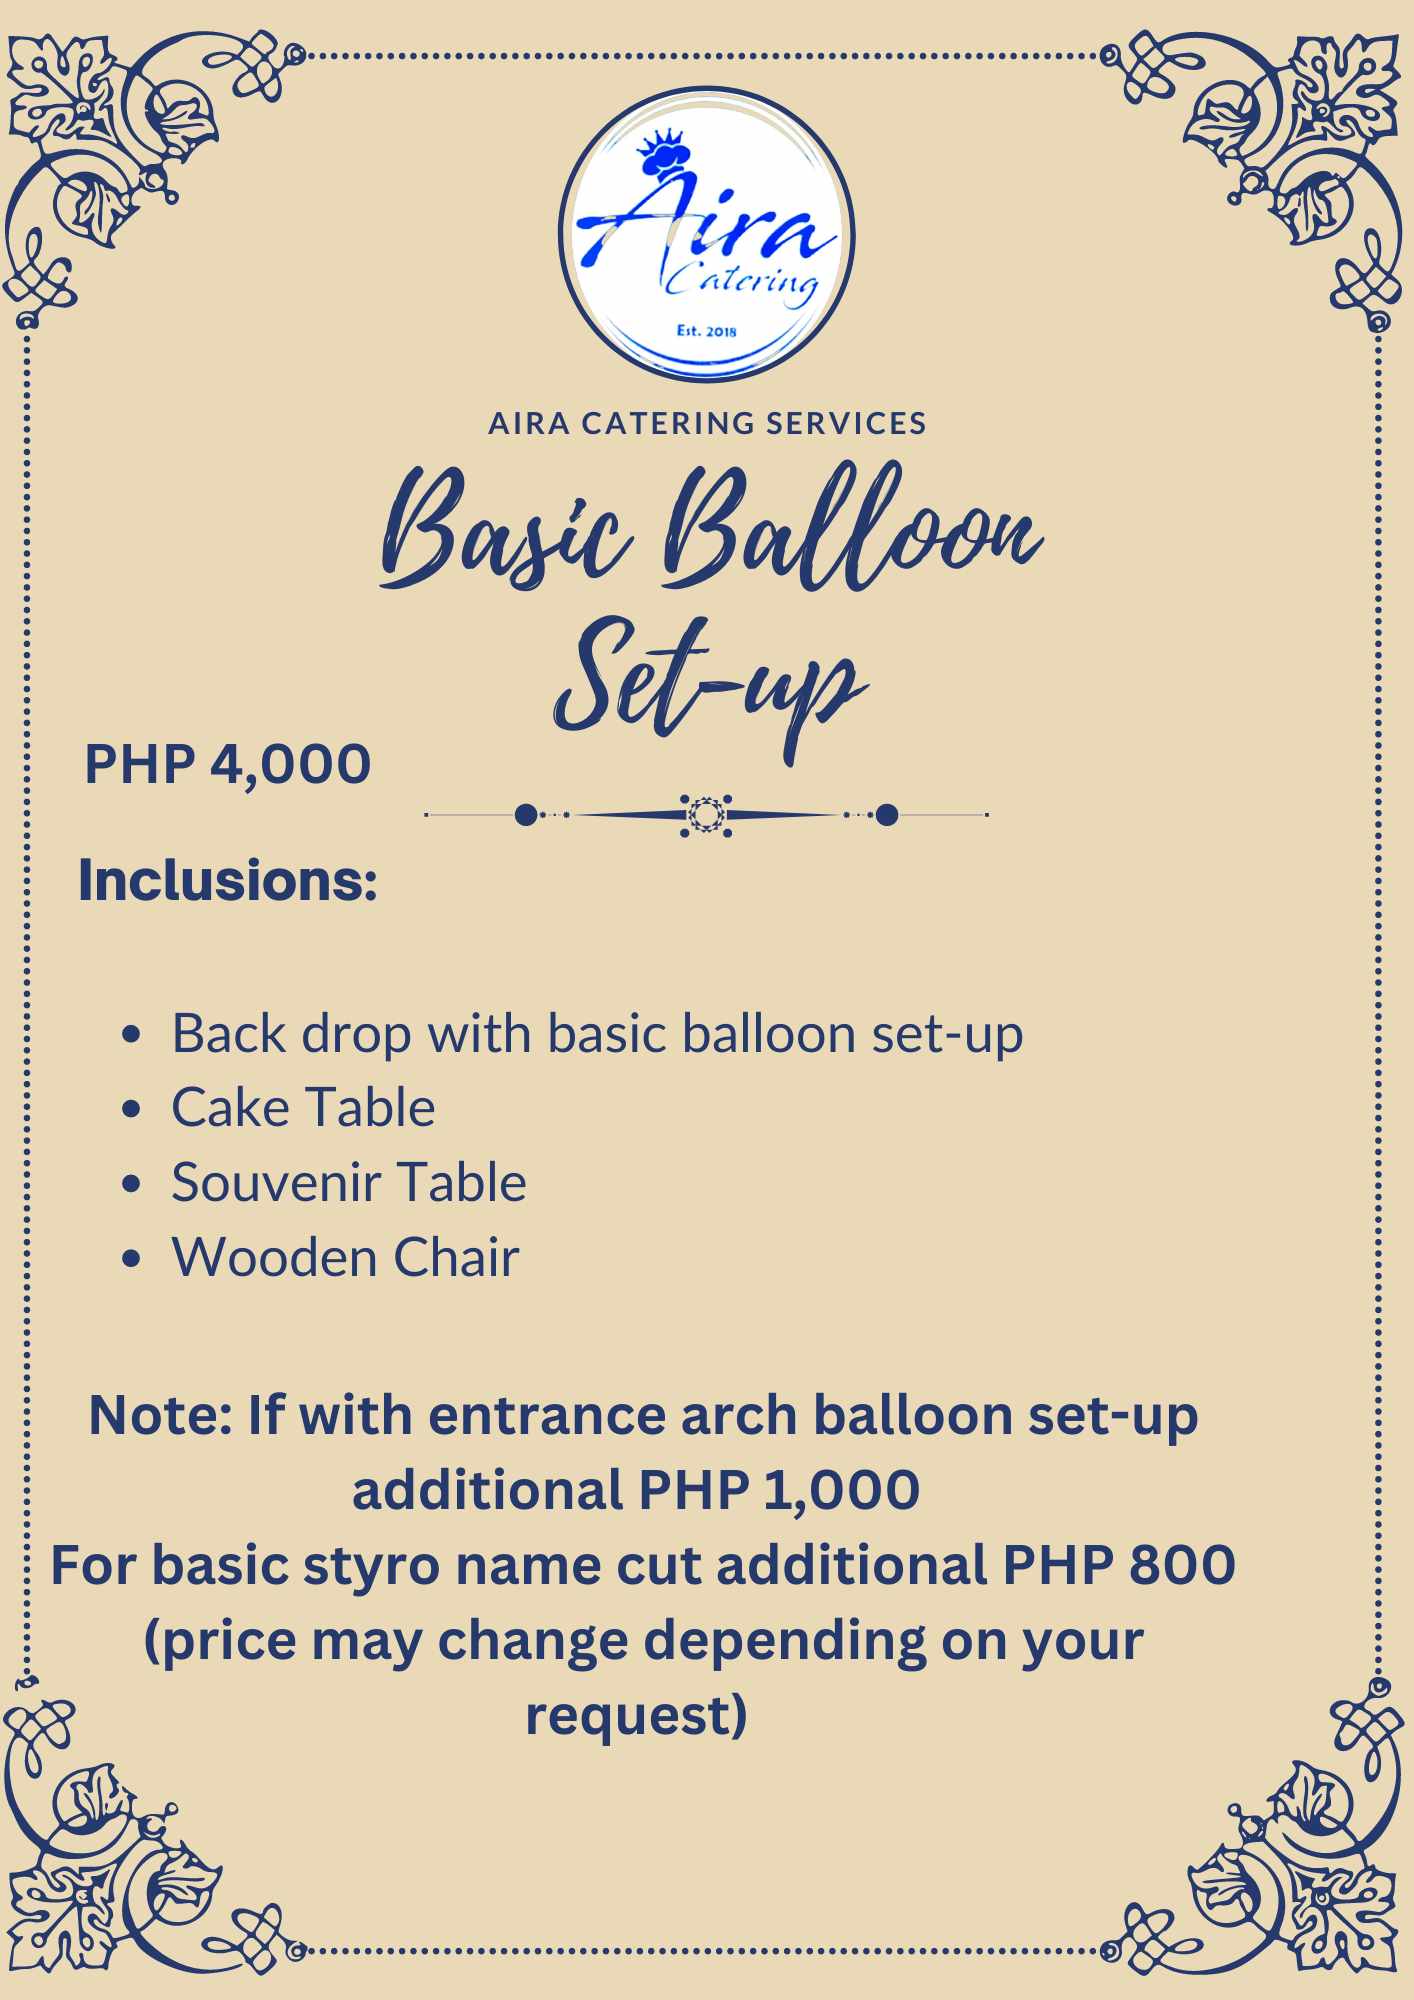 Aira
Catering
Est. 2018
AIRA CATERING SERVICES
Basic Balloon
Set-up
PHP 4,000
Inclusions:
• Back drop with basic balloon set-up
• Cake Table
• Souvenir Table
• Wooden Chair
Note: If with entrance arch balloon set-up
additional PHP 1,000
For basic styro name cut additional PHP 800
(price may change depending on your
request)